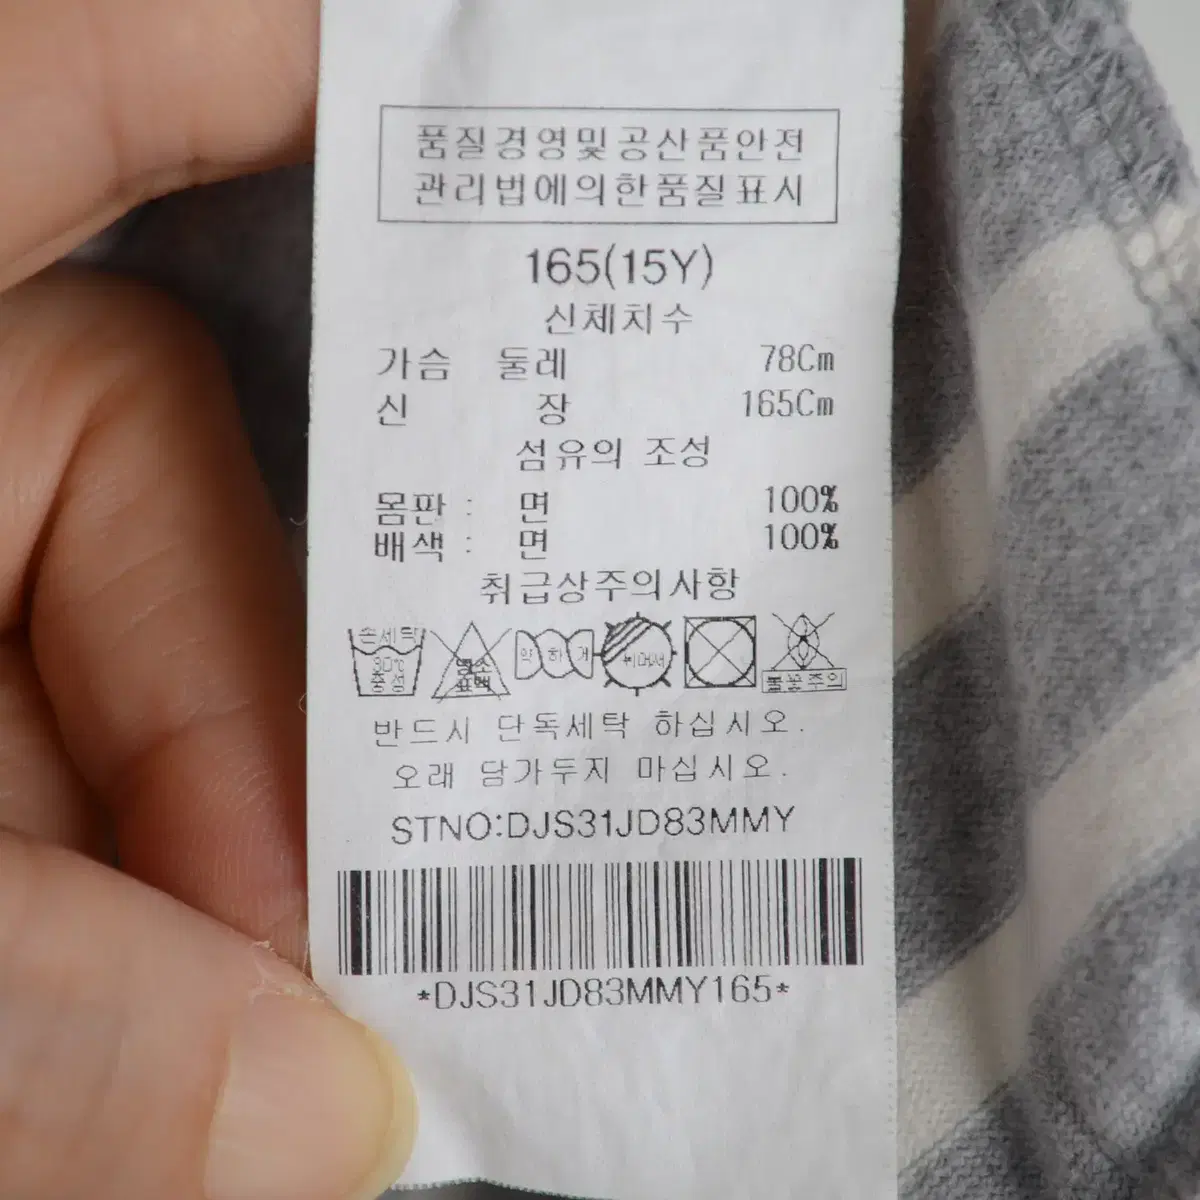 품질경영및공산품안전
관리법에의한품질표시
165(15Y)
신체치수
가슴 둘레 78Cm
신 장 165Cm
섬유의 조성
몸판 : 면 100%
배색 : 면 100%
취급상주의사항
손세탁
30℃
중성
염소
표백
약하게
불꽃주의
반드시 단독세탁 하십시오.
오래 담가두지 마십시오.
STNO:DJS31JD83MMY
*DJS31JD83MMY165*